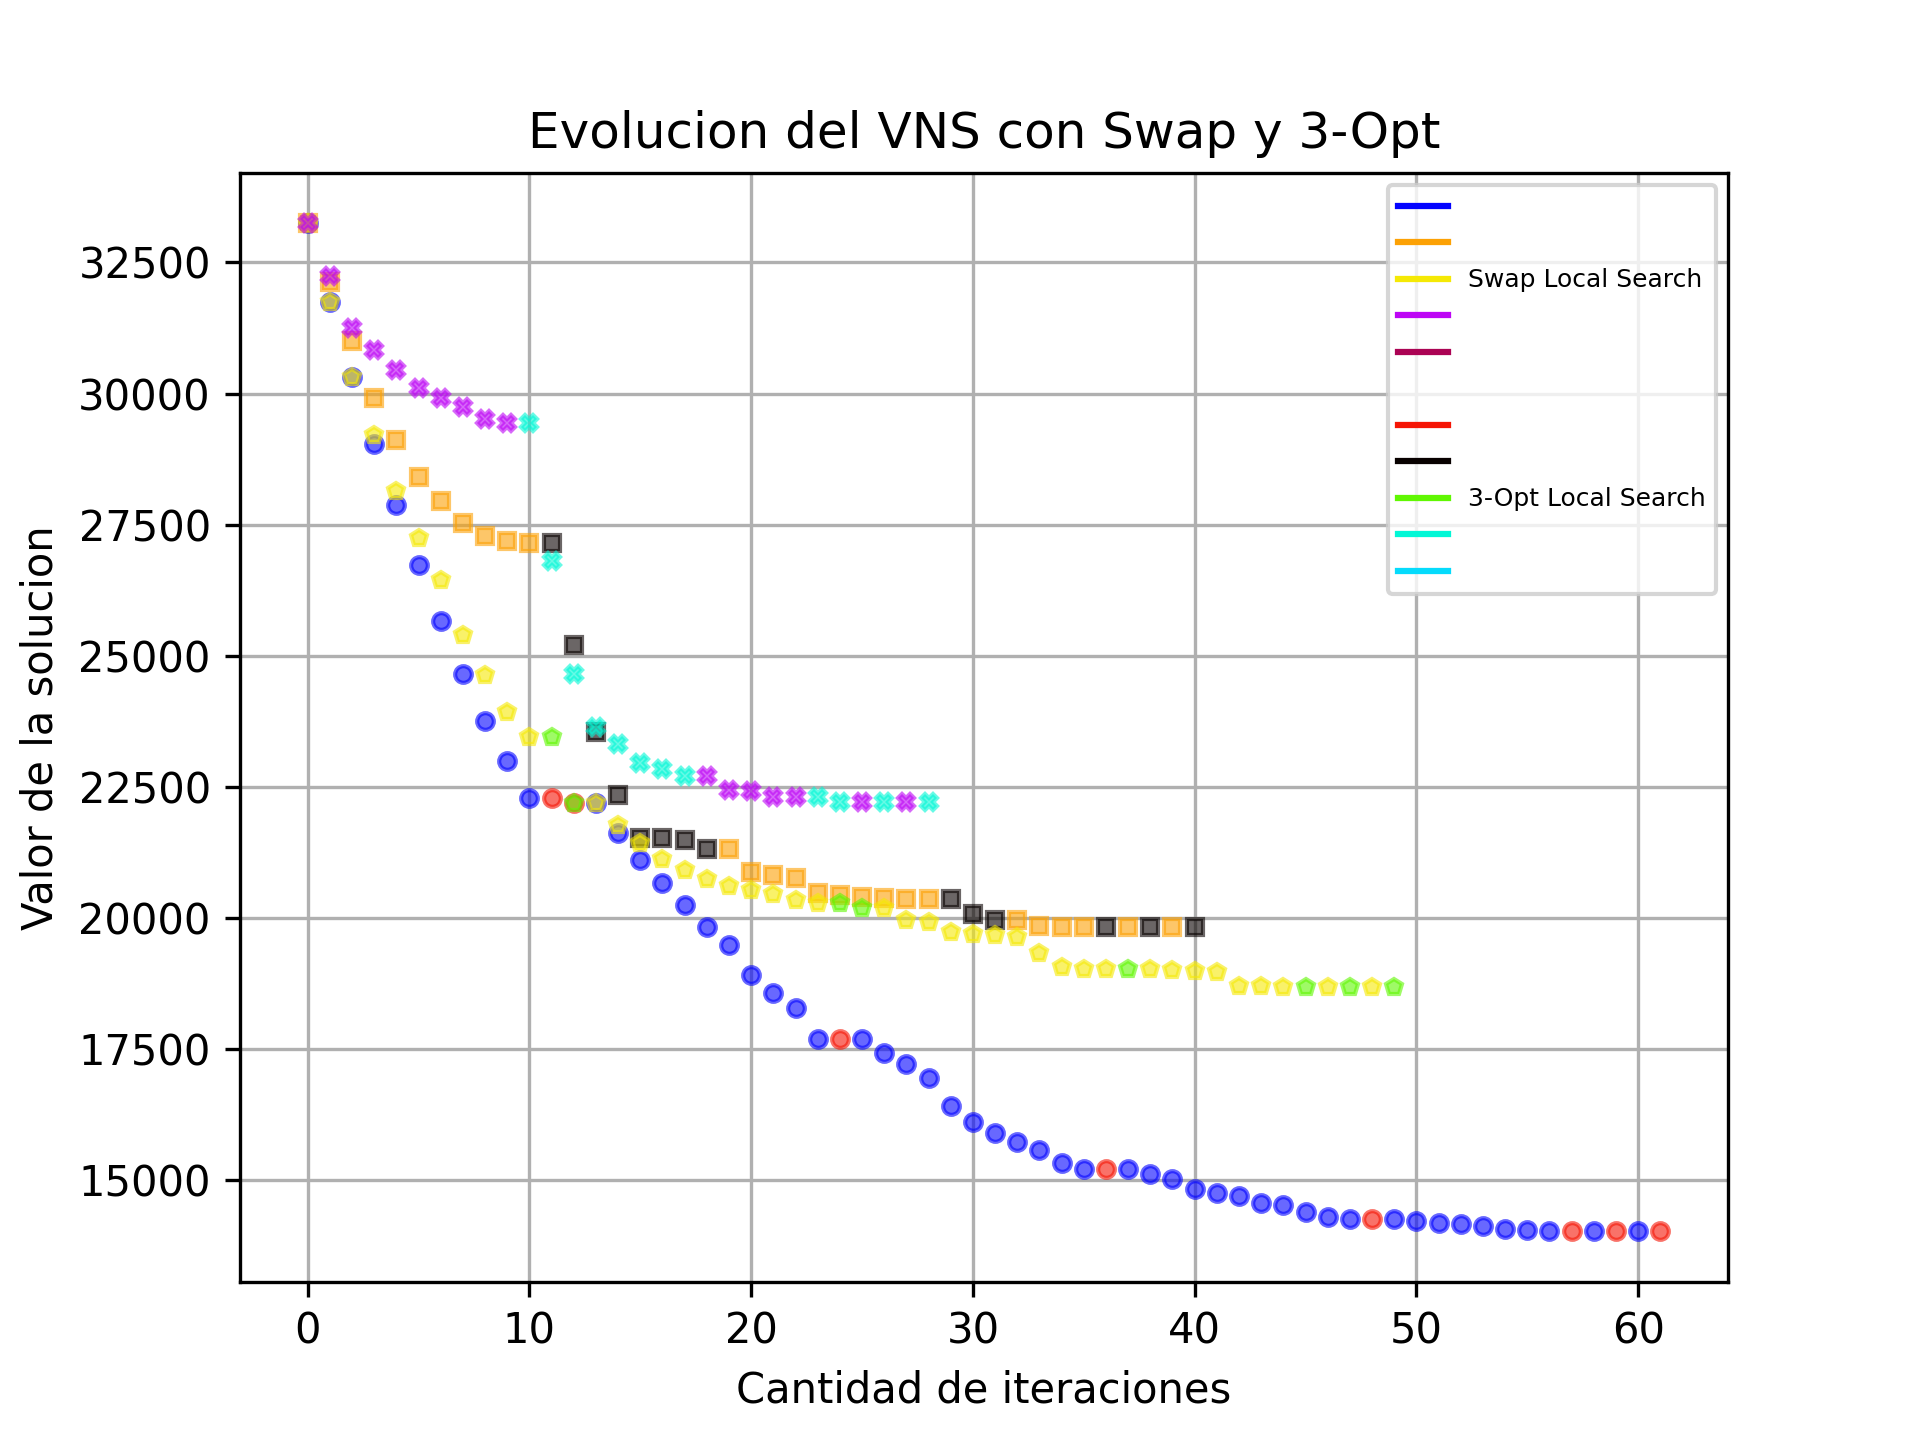 Evolucion del VNS con Swap y 3-Opt
32500
30000
27500
25000
22500
20000
17500
15000
Valor de la solucion
Swap Local Search
3-Opt Local Search
0 10 20 30 40 50 60
Cantidad de iteraciones